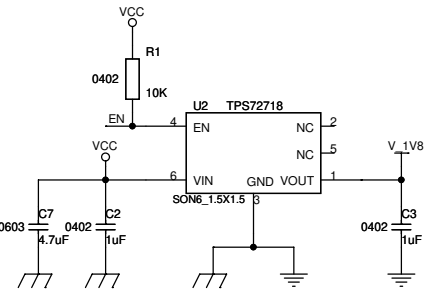 VCC
R1
0402
10K
U2 TPS72718
EN
4
EN
NC
2
VCC
NC
5
V_1V8
6
VIN
GND
VOUT
1
SON6_1.5X1.5
3
C7
0603
4.7uF
C2
0402
1uF
C3
0402
1uF